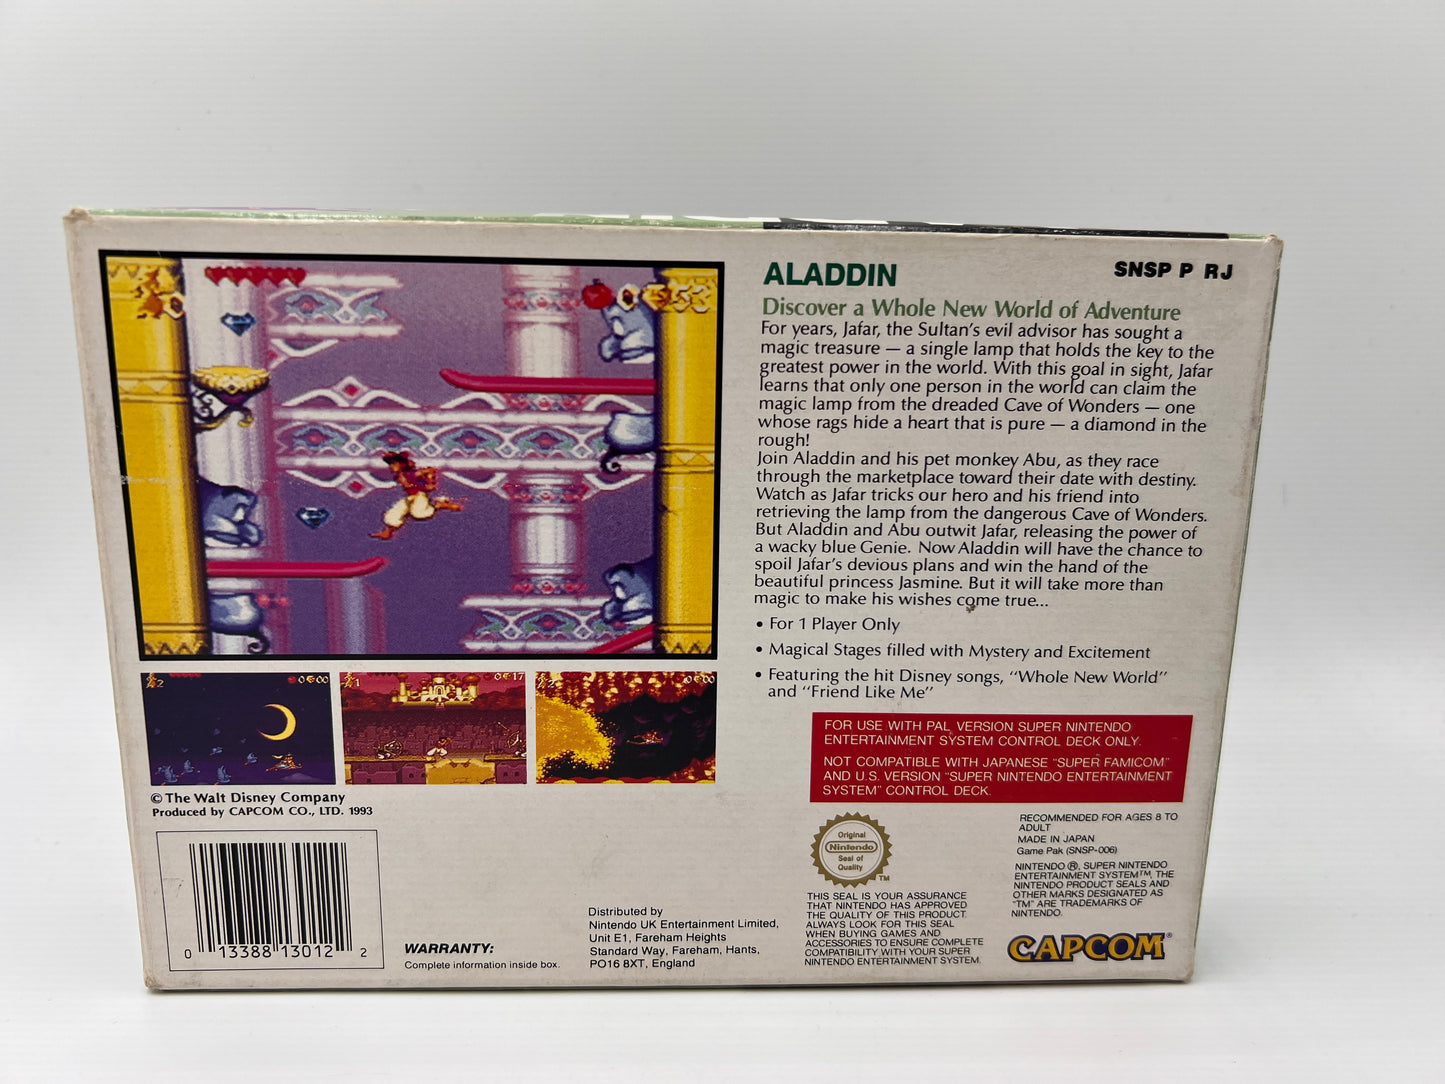 SNSP P RJ
ALADDIN
Discover a Whole New World of Adventure
For years, Jafar, the Sultan's evil advisor has sought a
magic treasure — a single lamp that holds the key to the
greatest power in the world. With this goal in sight, Jafar
learns that only one person in the world can claim the
magic lamp from the dreaded Cave of Wonders — one
whose rags hide a heart that is pure — a diamond in the
rough!
Join Aladdin and his pet monkey Abu, as they race
through the marketplace toward their date with destiny.
Watch as Jafar tricks our hero and his friend into
retrieving the lamp from the dangerous Cave of Wonders.
But Aladdin and Abu outwit Jafar, releasing the power of
a wacky blue Genie. Now Aladdin will have the chance to
spoil Jafar's devious plans and win the hand of the
beautiful princess Jasmine. But it will take more than
magic to make his wishes come true...
• For 1 Player Only
• Magical Stages filled with Mystery and Excitement
• Featuring the hit Disney songs, "Whole New World"
and "Friend Like Me"
FOR USE WITH PAL VERSION SUPER NINTENDO
ENTERTAINMENT SYSTEM CONTROL DECK ONLY.
NOT COMPATIBLE WITH JAPANESE "SUPER FAMICOM"
AND U.S. VERSION "SUPER NINTENDO ENTERTAINMENT
SYSTEM" CONTROL DECK.
© The Walt Disney Company
Produced by CAPCOM CO., LTD. 1993
0 13388 13012 2
WARRANTY:
Complete information inside box.
Distributed by
Nintendo UK Entertainment Limited,
Unit E1, Fareham Heights
Standard Way, Fareham, Hants,
PO16 8XT, England
Original
Nintendo
Seal of
Quality
TM
THIS SEAL IS YOUR ASSURANCE
THAT NINTENDO HAS APPROVED
THE QUALITY OF THIS PRODUCT.
ALWAYS LOOK FOR THIS SEAL
WHEN BUYING GAMES AND
ACCESSORIES TO ENSURE COMPLETE
COMPATIBILITY WITH YOUR SUPER
NINTENDO ENTERTAINMENT SYSTEM.
RECOMMENDED FOR AGES 8 TO
ADULT
MADE IN JAPAN
Game Pak (SNSP-006)
NINTENDO ®, SUPER NINTENDO
ENTERTAINMENT SYSTEM™, THE
NINTENDO PRODUCT SEALS AND
OTHER MARKS DESIGNATED AS
"TM" ARE TRADEMARKS OF
NINTENDO.
CAPCOM®